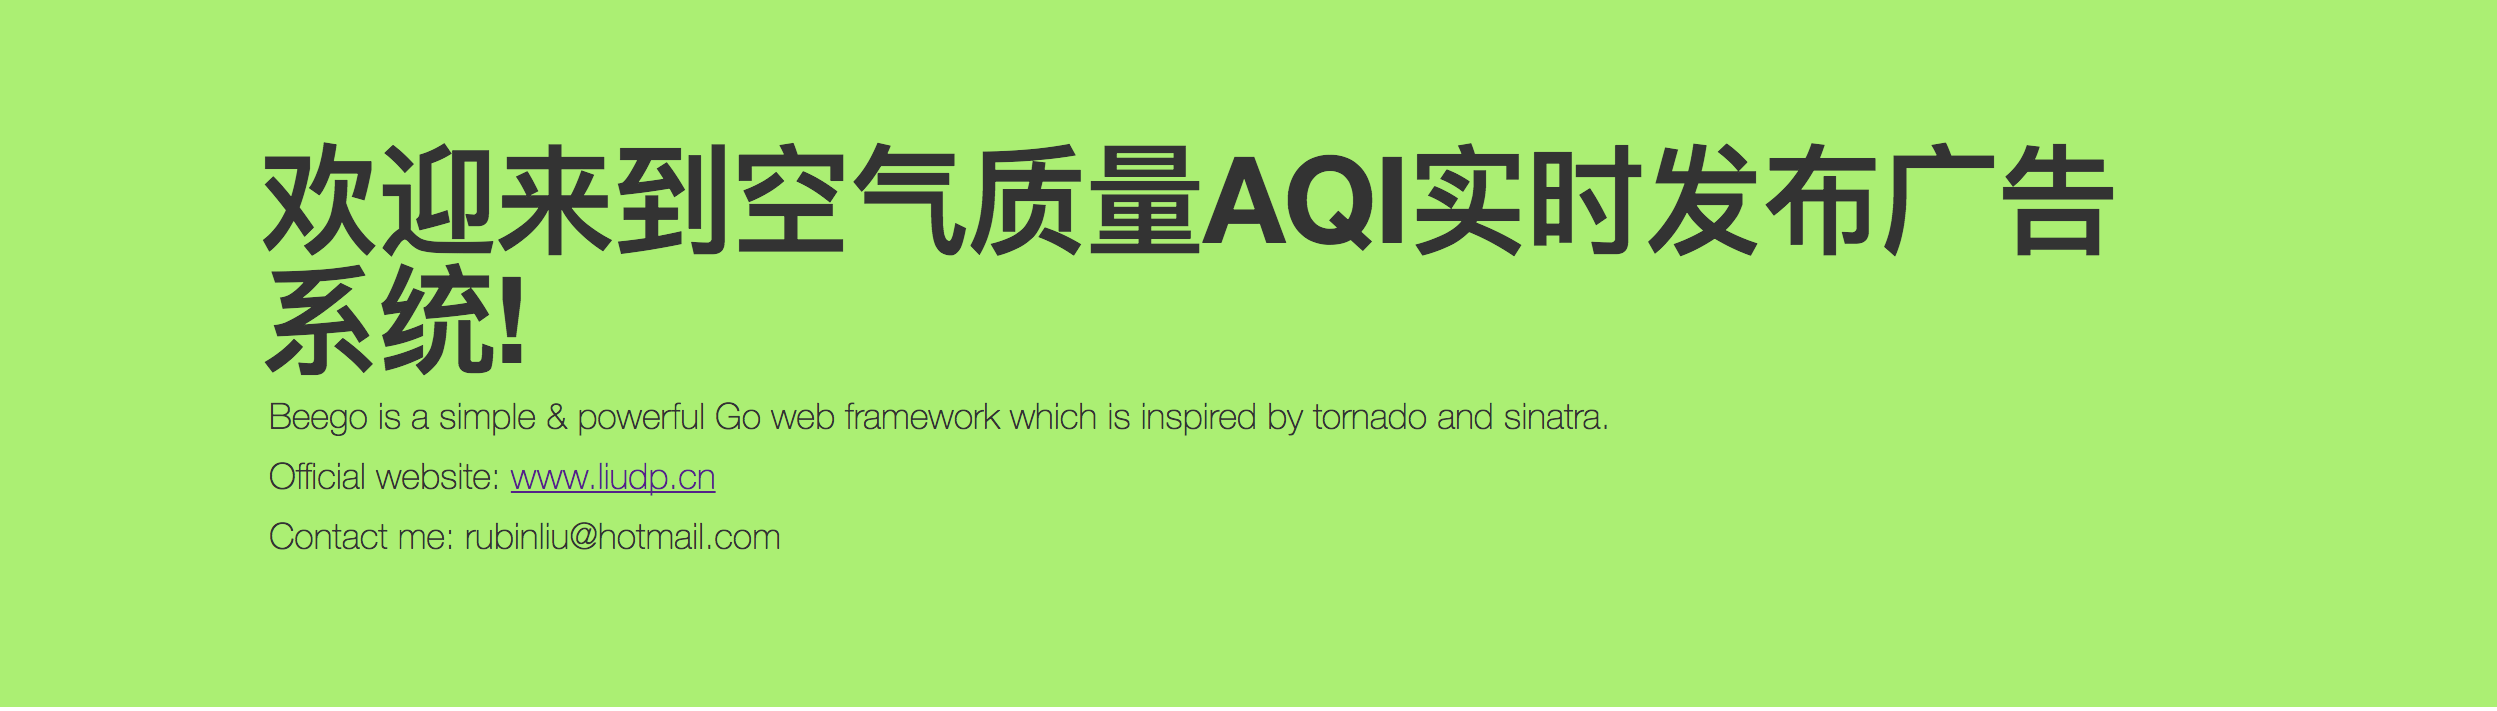 欢迎来到空气质量AQI实时发布广告
系统!
Beego is a simple & powerful Go web framework which is inspired by tornado and sinatra.
Official website: www.liudp.cn
Contact me: rubinliu@hotmail.com